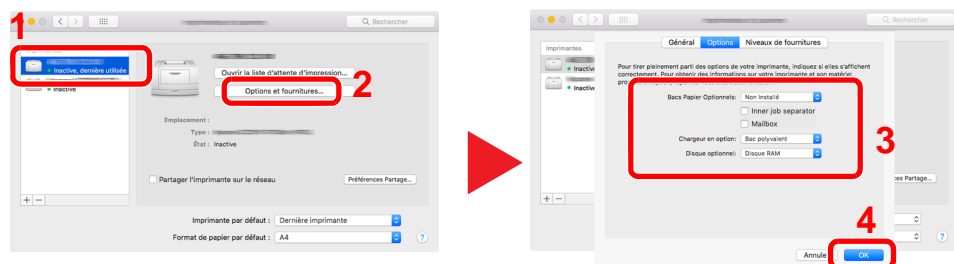 1
Rechercher
Imprimantes
Inactive, dernière utilisée
Inactive
Ouvrir la liste d'attente d'impression...
2
Options et fournitures...
Emplacement :
Type :
État : Inactive
Partager l'imprimante sur le réseau
Préférences Partage...
+ −
Imprimante par défaut : Dernière imprimante
Format de papier par défaut : A4
?
Rechercher
Imprimantes
Général Options Niveaux de fournitures
Inactive
Inactive
Pour tirer pleinement parti des options de votre imprimante, indiquez si elles s'affichent
correctement. Pour obtenir des informations sur votre imprimante et son matériel
Bacs Papier Optionnels: Non Installé
Inner job separator
Mailbox
Chargeur en option: Bac polyvalent
Disque optionnel: Disque RAM
3
ces Partage...
+ −
4
?
Annuler
OK